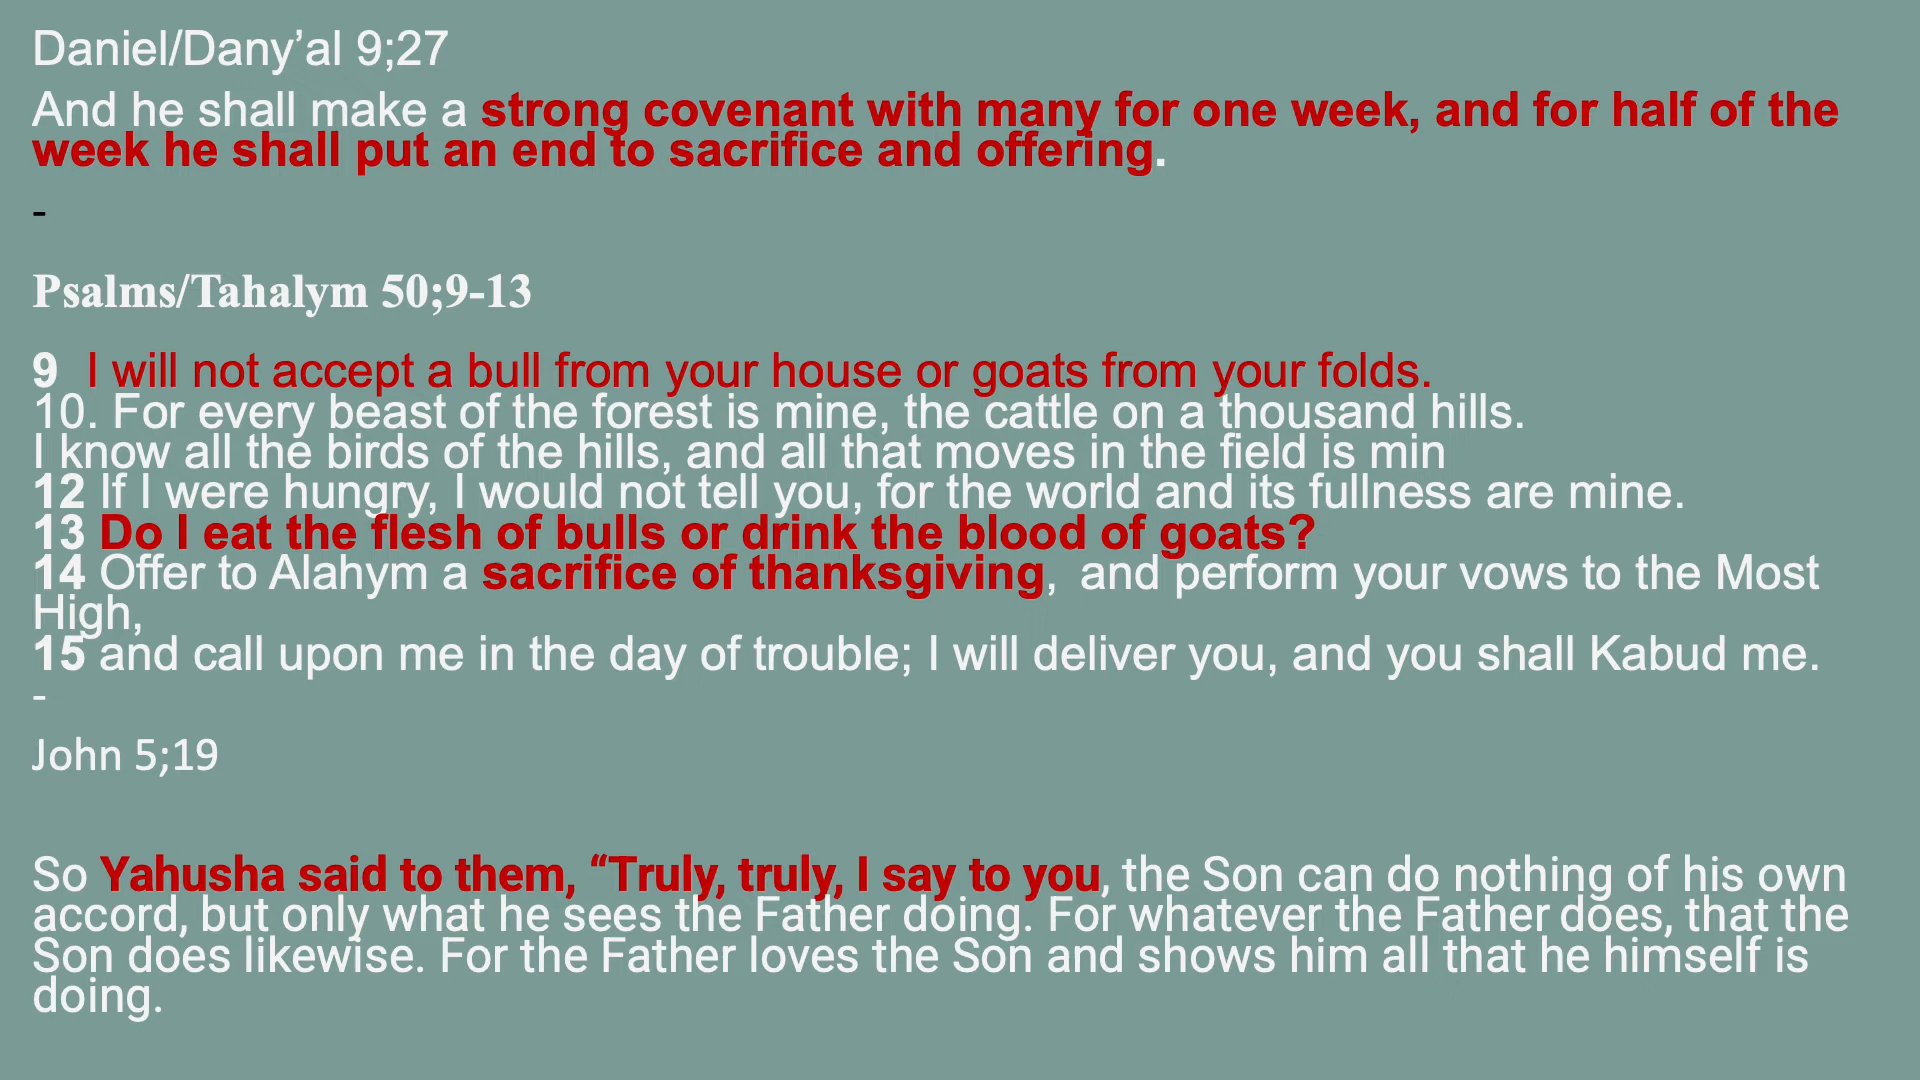 Daniel/Dany’al 9;27
And he shall make a strong covenant with many for one week, and for half of the
week he shall put an end to sacrifice and offering.
-
Psalms/Tahalym 50;9-13
9 I will not accept a bull from your house or goats from your folds.
10. For every beast of the forest is mine, the cattle on a thousand hills.
I know all the birds of the hills, and all that moves in the field is min
12 If I were hungry, I would not tell you, for the world and its fullness are mine.
13 Do I eat the flesh of bulls or drink the blood of goats?
14 Offer to Alahym a sacrifice of thanksgiving, and perform your vows to the Most
High,
15 and call upon me in the day of trouble; I will deliver you, and you shall Kabud me.
-
John 5;19
So Yahusha said to them, “Truly, truly, I say to you, the Son can do nothing of his own
accord, but only what he sees the Father doing. For whatever the Father does, that the
Son does likewise. For the Father loves the Son and shows him all that he himself is
doing.